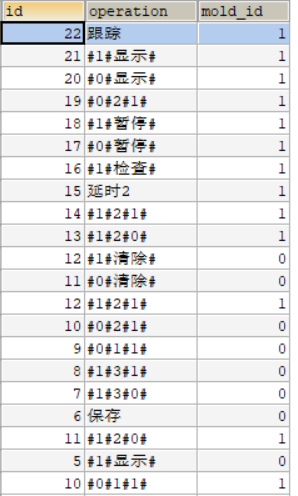 id operation mold_id
22 跟踪 1
21 #1#显示# 1
20 #0#显示# 1
19 #0#2#1# 1
18 #1#暂停# 1
17 #0#暂停# 1
16 #1#检查# 1
15 延时2 1
14 #1#2#1# 1
13 #1#2#0# 1
12 #1#清除# 0
11 #0#清除# 0
12 #1#2#1# 1
10 #0#2#1# 0
9 #0#1#1# 0
8 #1#3#1# 0
7 #1#3#0# 0
6 保存 0
11 #1#2#0# 1
5 #1#显示# 0
10 #0#1#1# 1